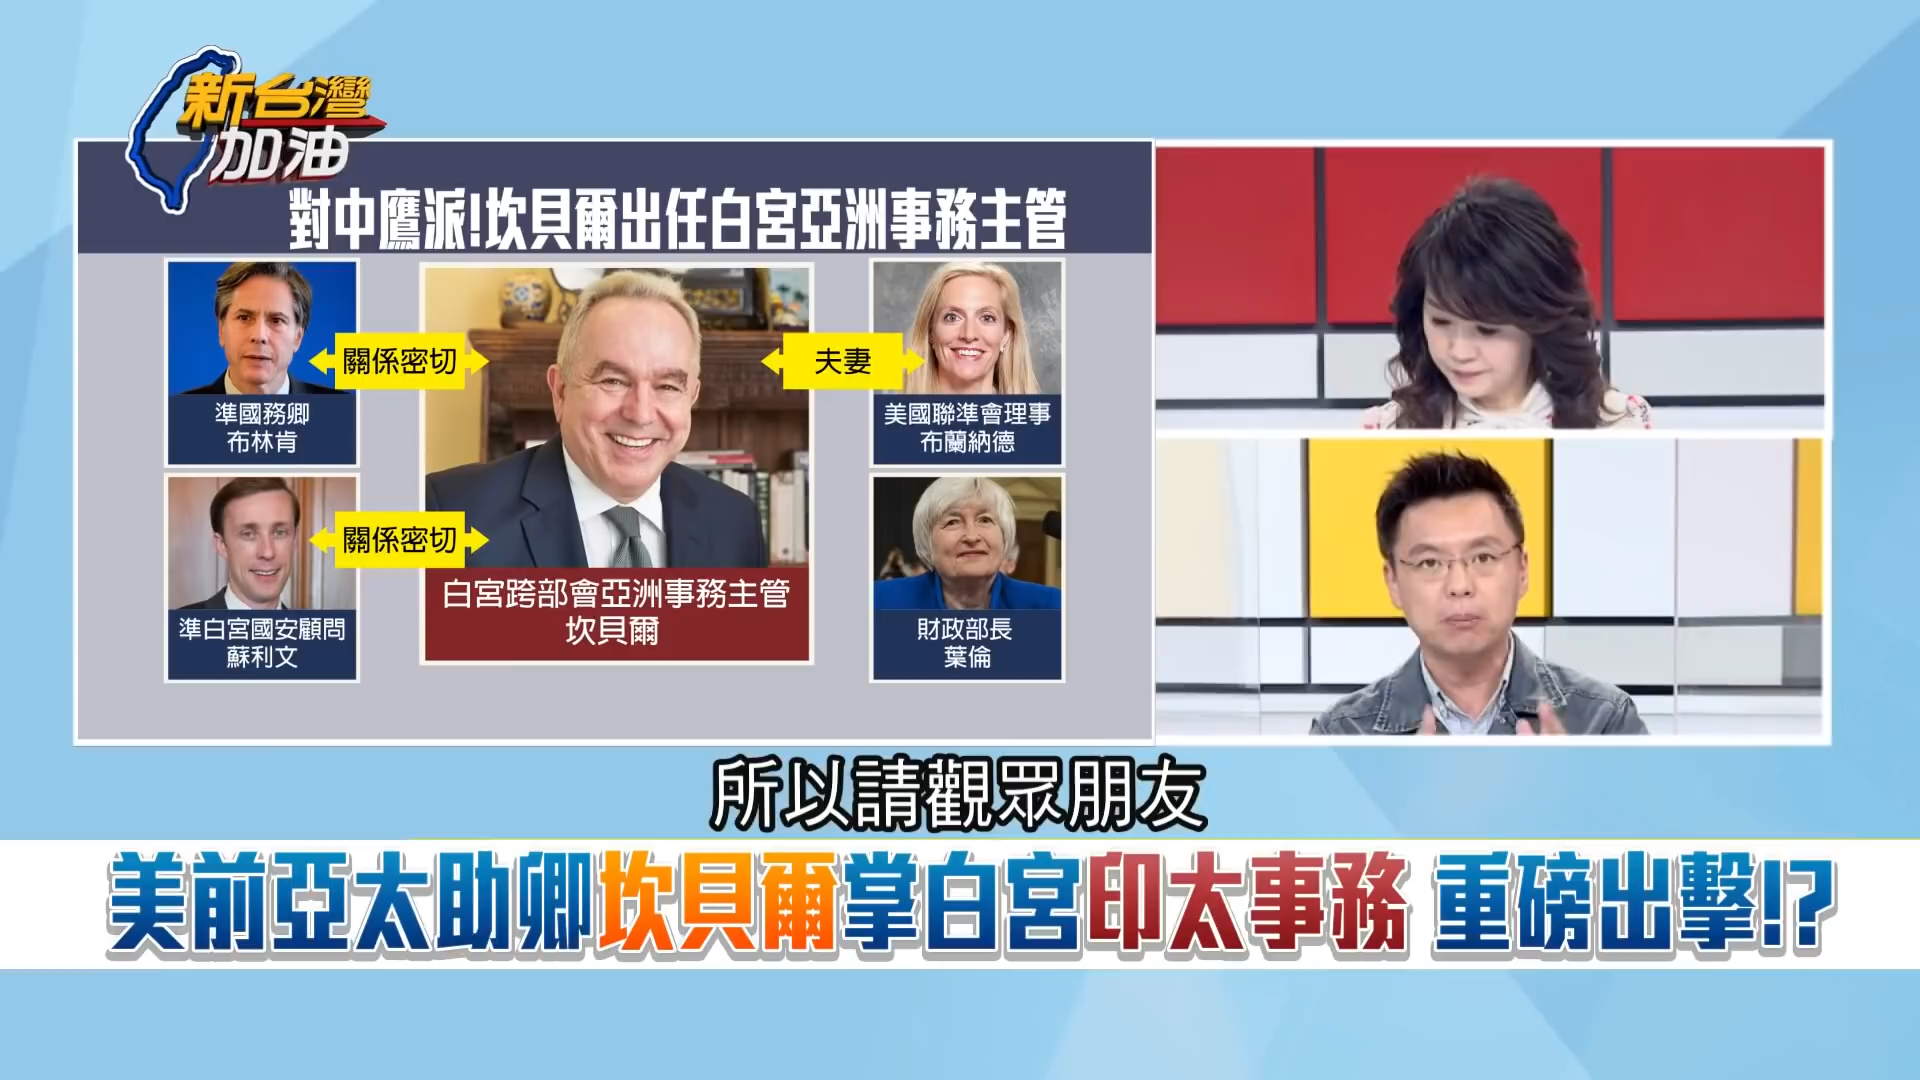 新台灣
加油
對中鷹派!坎貝爾出任白宮亞洲事務主管
關係密切
夫妻
準國務卿
布林肯
美國聯準會理事
布蘭納德
關係密切
白宮跨部會亞洲事務主管
坎貝爾
準白宮國安顧問
蘇利文
財政部長
葉倫
所以請觀眾朋友
美前亞太助卿坎貝爾掌白宮印太事務 重磅出擊!?